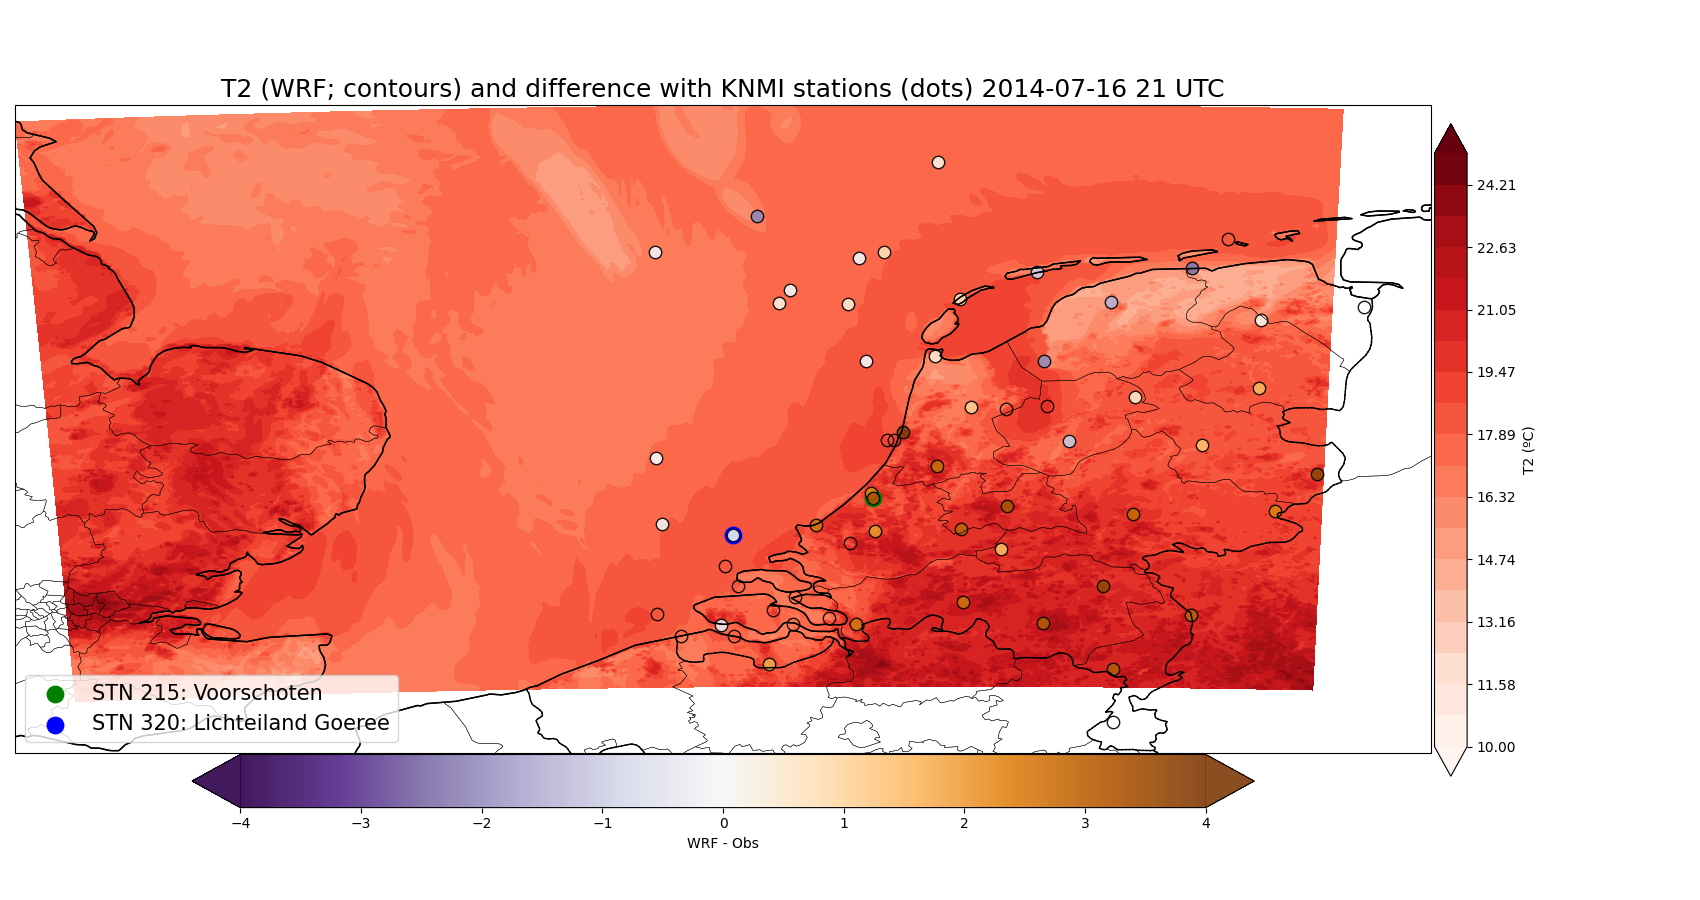 T2 (WRF; contours) and difference with KNMI stations (dots) 2014-07-16 21 UTC
24.21
22.63
21.05
19.47
17.89
16.32
14.74
13.16
11.58
10.00
T2 (ºC)
STN 215: Voorschoten
STN 320: Lichteiland Goeree
−4 −3 −2 −1 0 1 2 3 4
WRF - Obs